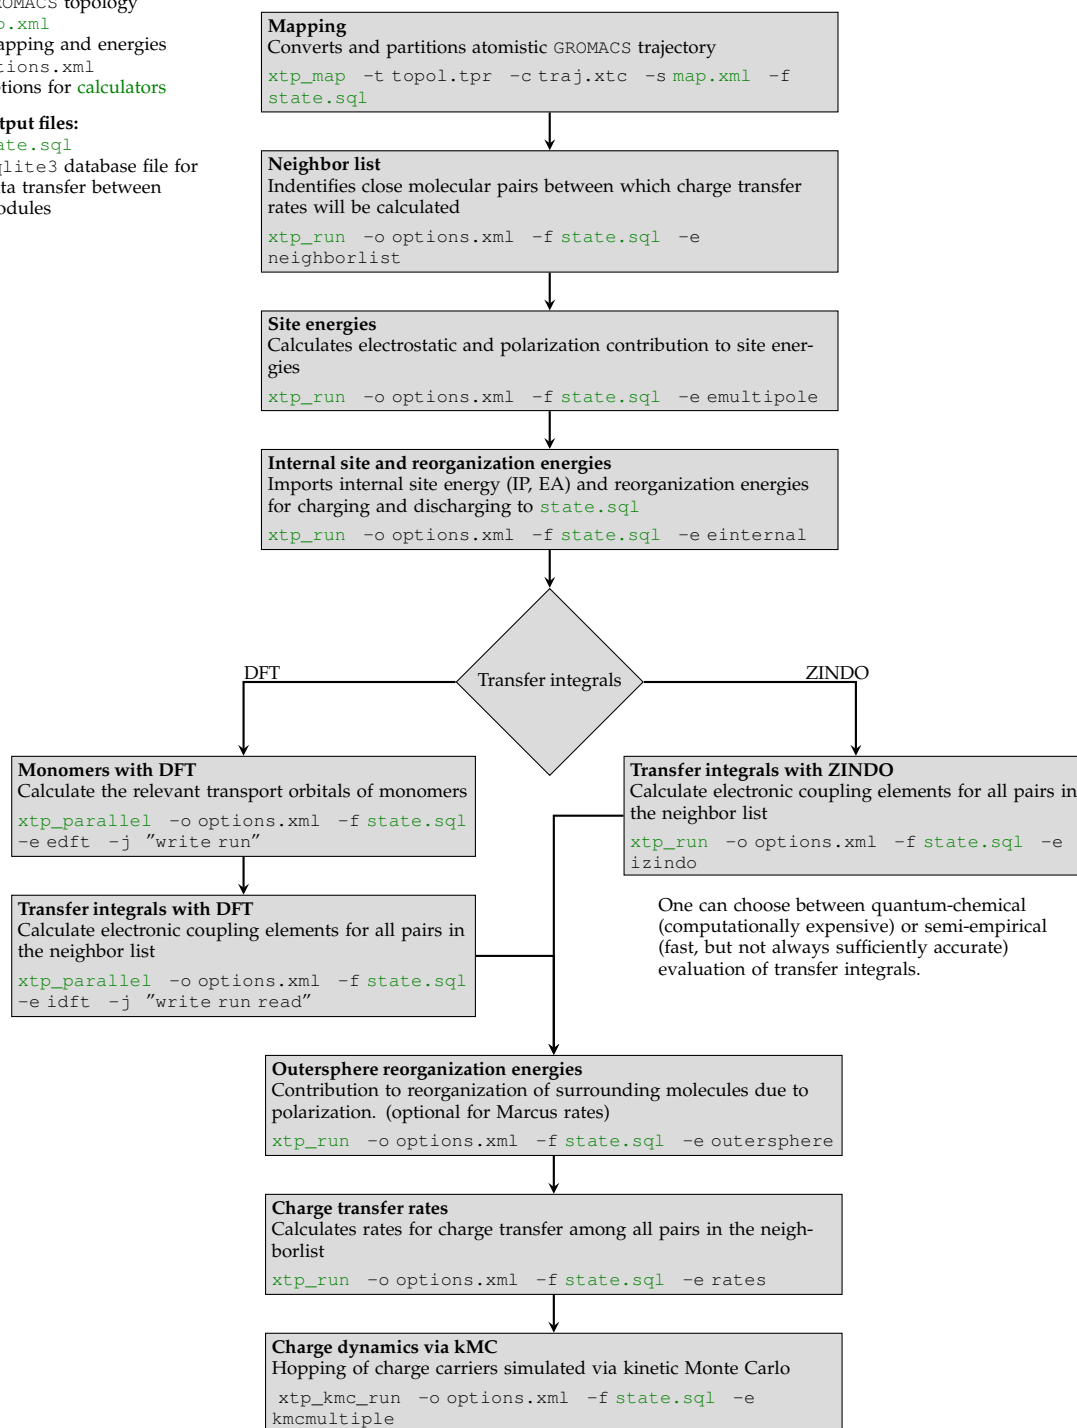 topology
mapping and energies
options.xml
options for calculators
output files:
state.sql
sqlite3 database file for
data transfer between
modules
Mapping
Converts and partitions atomistic GROMACS trajectory
xtp_map -t topol.tpr -c traj.xtc -s map.xml -f
state.sql
Neighbor list
Indentifies close molecular pairs between which charge transfer
rates will be calculated
xtp_run -o options.xml -f state.sql -e
neighborlist
Site energies
Calculates electrostatic and polarization contribution to site ener-
gies
xtp_run -o options.xml -f state.sql -e emultipole
Internal site and reorganization energies
Imports internal site energy (IP, EA) and reorganization energies
for charging and discharging to state.sql
xtp_run -o options.xml -f state.sql -e einternal
DFT
Transfer integrals
ZINDO
Monomers with DFT
Calculate the relevant transport orbitals of monomers
xtp_parallel -o options.xml -f state.sql
-e edft -j "write run"
Transfer integrals with DFT
Calculate electronic coupling elements for all pairs in
the neighbor list
xtp_parallel -o options.xml -f state.sql
-e idft -j "write run read"
Transfer integrals with ZINDO
Calculate electronic coupling elements for all pairs in
the neighbor list
xtp_run -o options.xml -f state.sql -e
izindo
One can choose between quantum-chemical
(computationally expensive) or semi-empirical
(fast, but not always sufficiently accurate)
evaluation of transfer integrals.
Outersphere reorganization energies
Contribution to reorganization of surrounding molecules due to
polarization. (optional for Marcus rates)
xtp_run -o options.xml -f state.sql -e outersphere
Charge transfer rates
Calculates rates for charge transfer among all pairs in the neigh-
borlist
xtp_run -o options.xml -f state.sql -e rates
Charge dynamics via kMC
Hopping of charge carriers simulated via kinetic Monte Carlo
xtp_kmc_run -o options.xml -f state.sql -e
kmcmultiple